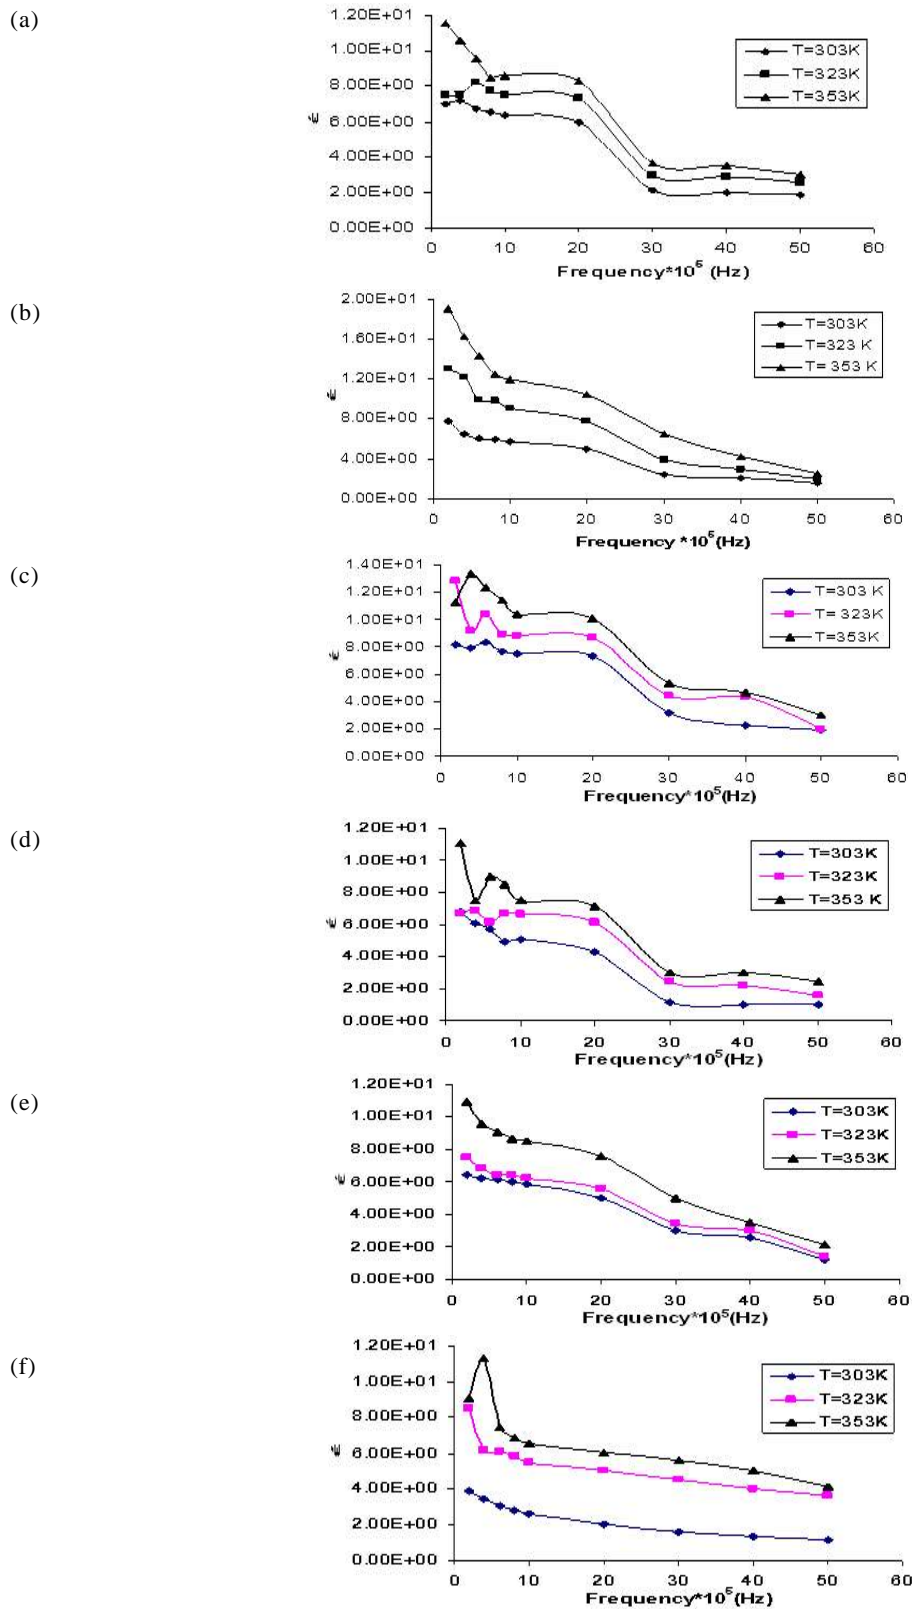 (a)
1.20E+01
1.00E+01
8.00E+00
6.00E+00
4.00E+00
2.00E+00
0.00E+00
έ
T=303K
T=323K
T=353K
0 10 20 30 40 50 60
Frequency*10⁵ (Hz)
(b)
2.00E+01
1.60E+01
1.20E+01
8.00E+00
4.00E+00
0.00E+00
έ
T=303K
T=323 K
T= 353 K
0 10 20 30 40 50 60
Frequency *10⁵(Hz)
(c)
1.40E+01
1.20E+01
1.00E+01
8.00E+00
6.00E+00
4.00E+00
2.00E+00
0.00E+00
έ
T=303 K
T= 323K
T=353K
0 10 20 30 40 50 60
Frequency*10⁵(Hz)
(d)
1.20E+01
1.00E+01
8.00E+00
6.00E+00
4.00E+00
2.00E+00
0.00E+00
έ
T=303K
T=323K
T=353 K
0 10 20 30 40 50 60
Frequency*10⁵(Hz)
(e)
1.20E+01
1.00E+01
8.00E+00
6.00E+00
4.00E+00
2.00E+00
0.00E+00
έ
T=303K
T=323K
T=353K
0 10 20 30 40 50 60
Frequency*10⁵(Hz)
(f)
1.20E+01
1.00E+01
8.00E+00
6.00E+00
4.00E+00
2.00E+00
0.00E+00
έ
T=303K
T=323K
T=353K
0 10 20 30 40 50 60
Frequency*10⁵(Hz)